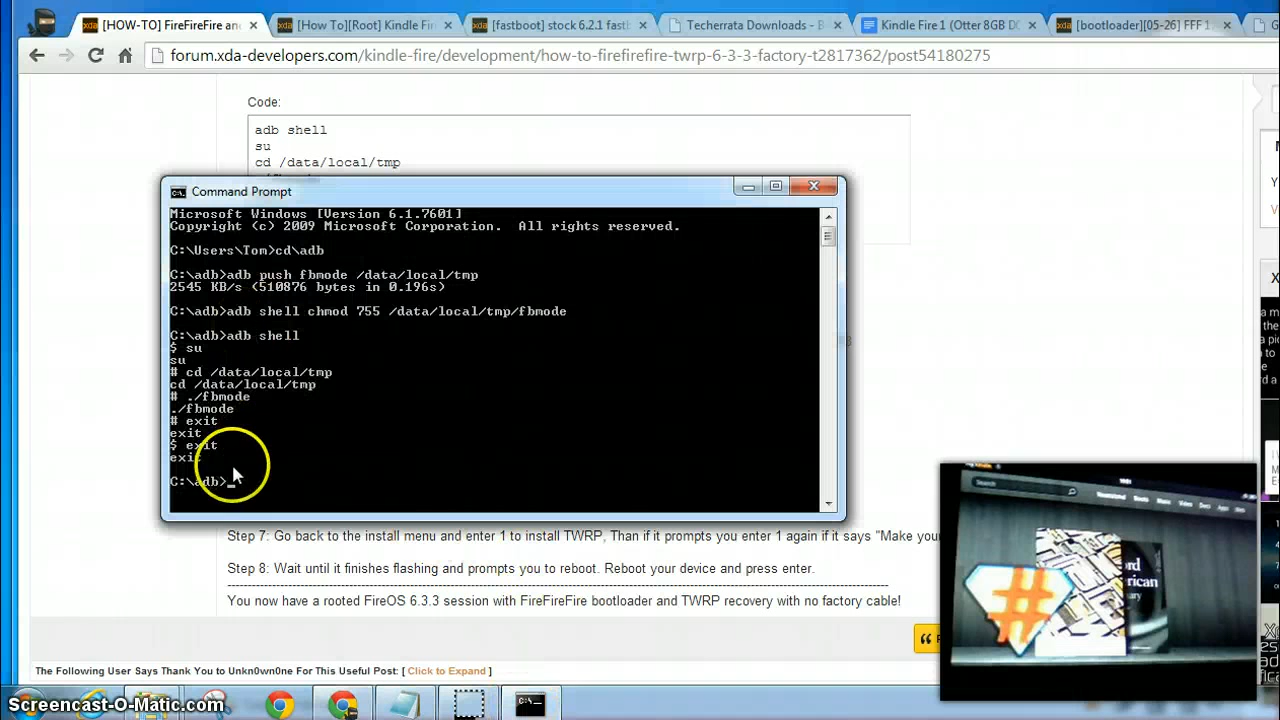 [HOW-TO] FireFireFire an
[How To][Root] Kindle Fir
[fastboot] stock 6.2.1 fast
Techerrata Downloads - B
Kindle Fire 1 (Otter 8GB D
[bootloader][05-26] FFF 1.
forum.xda-developers.com/kindle-fire/development/how-to-firefirefire-twrp-6-3-3-factory-t2817362/post54180275
Code:
adb shell
su
cd /data/local/tmp
Command Prompt
Microsoft Windows [Version 6.1.7601]
Copyright (c) 2009 Microsoft Corporation.  All rights reserved.
C:\Users\Tom>cd\adb
C:\adb>adb push fbmode /data/local/tmp
2545 KB/s (510876 bytes in 0.196s)
C:\adb>adb shell chmod 755 /data/local/tmp/fbmode
C:\adb>adb shell
$ su
su
# cd /data/local/tmp
cd /data/local/tmp
# ./fbmode
./fbmode
# exit
exit
$ exit
exit
C:\adb>_
Step 7: Go back to the install menu and enter 1 to install TWRP, Than if it prompts you enter 1 again if it says "Make your
Step 8: Wait until it finishes flashing and prompts you to reboot. Reboot your device and press enter.
You now have a rooted FireOS 6.3.3 session with FireFireFire bootloader and TWRP recovery with no factory cable!
The Following User Says Thank You to Unkn0wn0ne For This Useful Post: [ Click to Expand ]
Search
Books
Music
Video
Docs
Apps
Screencast-O-Matic.com